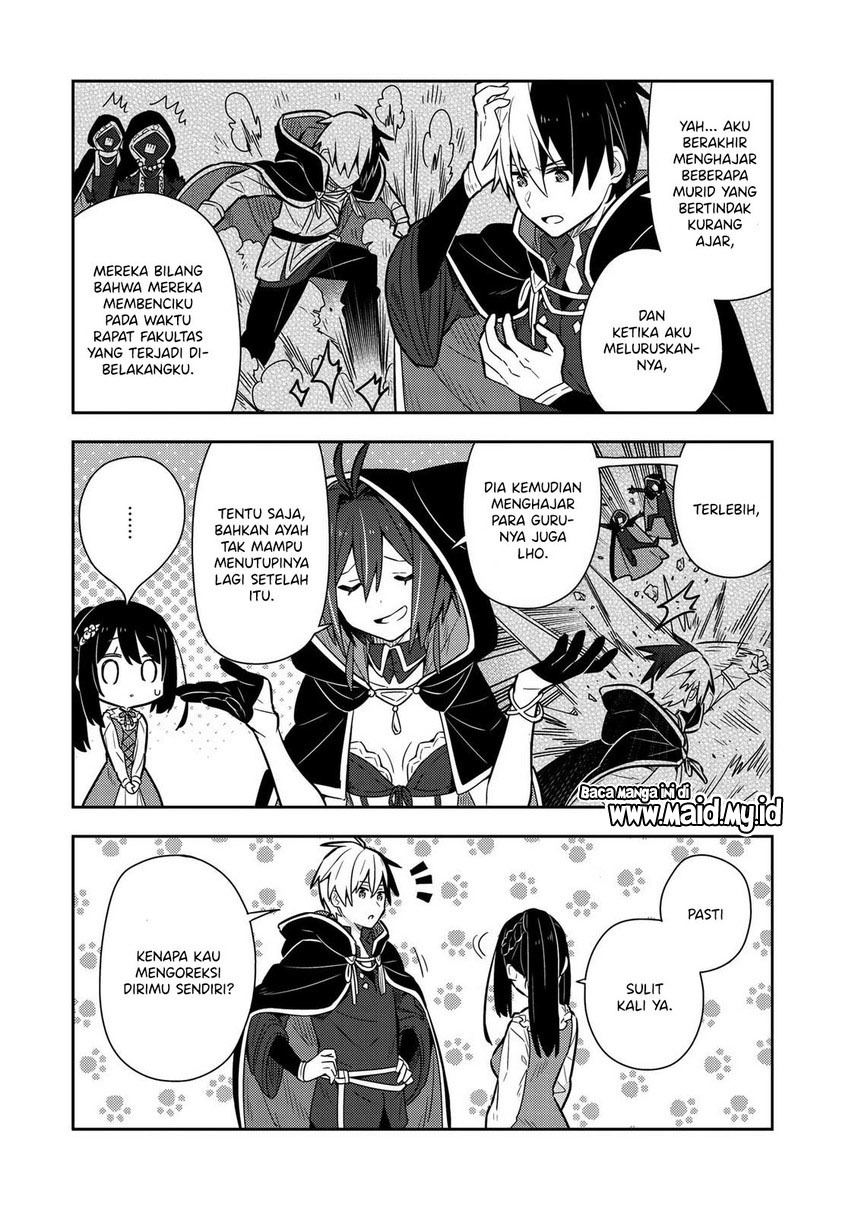 YAH... AKU
BERAKHIR
MENGHAJAR
BEBERAPA
MURID YANG
BERTINDAK
KURANG
AJAR,
DAN
KETIKA AKU
MELURUSKAN-
NYA,
MEREKA BILANG
BAHWA MEREKA
MEMBENCIKU
PADA WAKTU
RAPAT FAKULTAS
YANG TERJADI DI-
BELAKANGKU.
TERLEBIH,
DIA KEMUDIAN
MENGHAJAR
PARA GURU-
NYA JUGA
LHO.
TENTU SAJA,
BAHKAN AYAH
TAK MAMPU
MENUTUPINYA
LAGI SETELAH
ITU.
......
Baca Manga ini di
www.Maid.my.id
PASTI
SULIT
KALI YA.
KENAPA KAU
MENGOREKSI
DIRIMU SENDIRI?